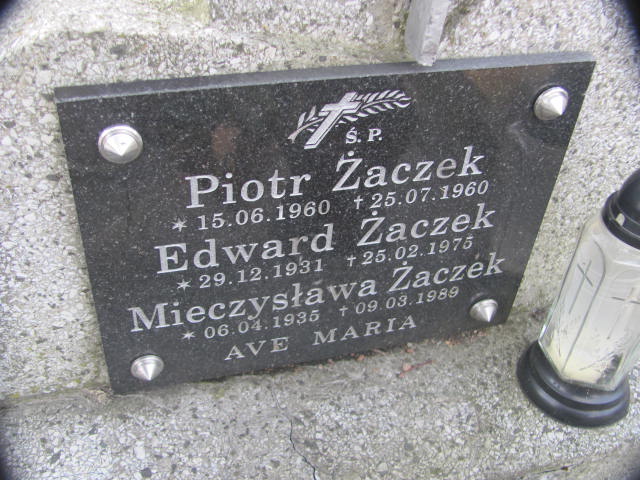 Ś. P.
Piotr Żaczek
* 15.06.1960 † 25.07.1960
Edward Żaczek
* 29.12.1931 † 25.02.1975
Mieczysława Żaczek
* 06.04.1935 † 09.03.1989
AVE MARIA